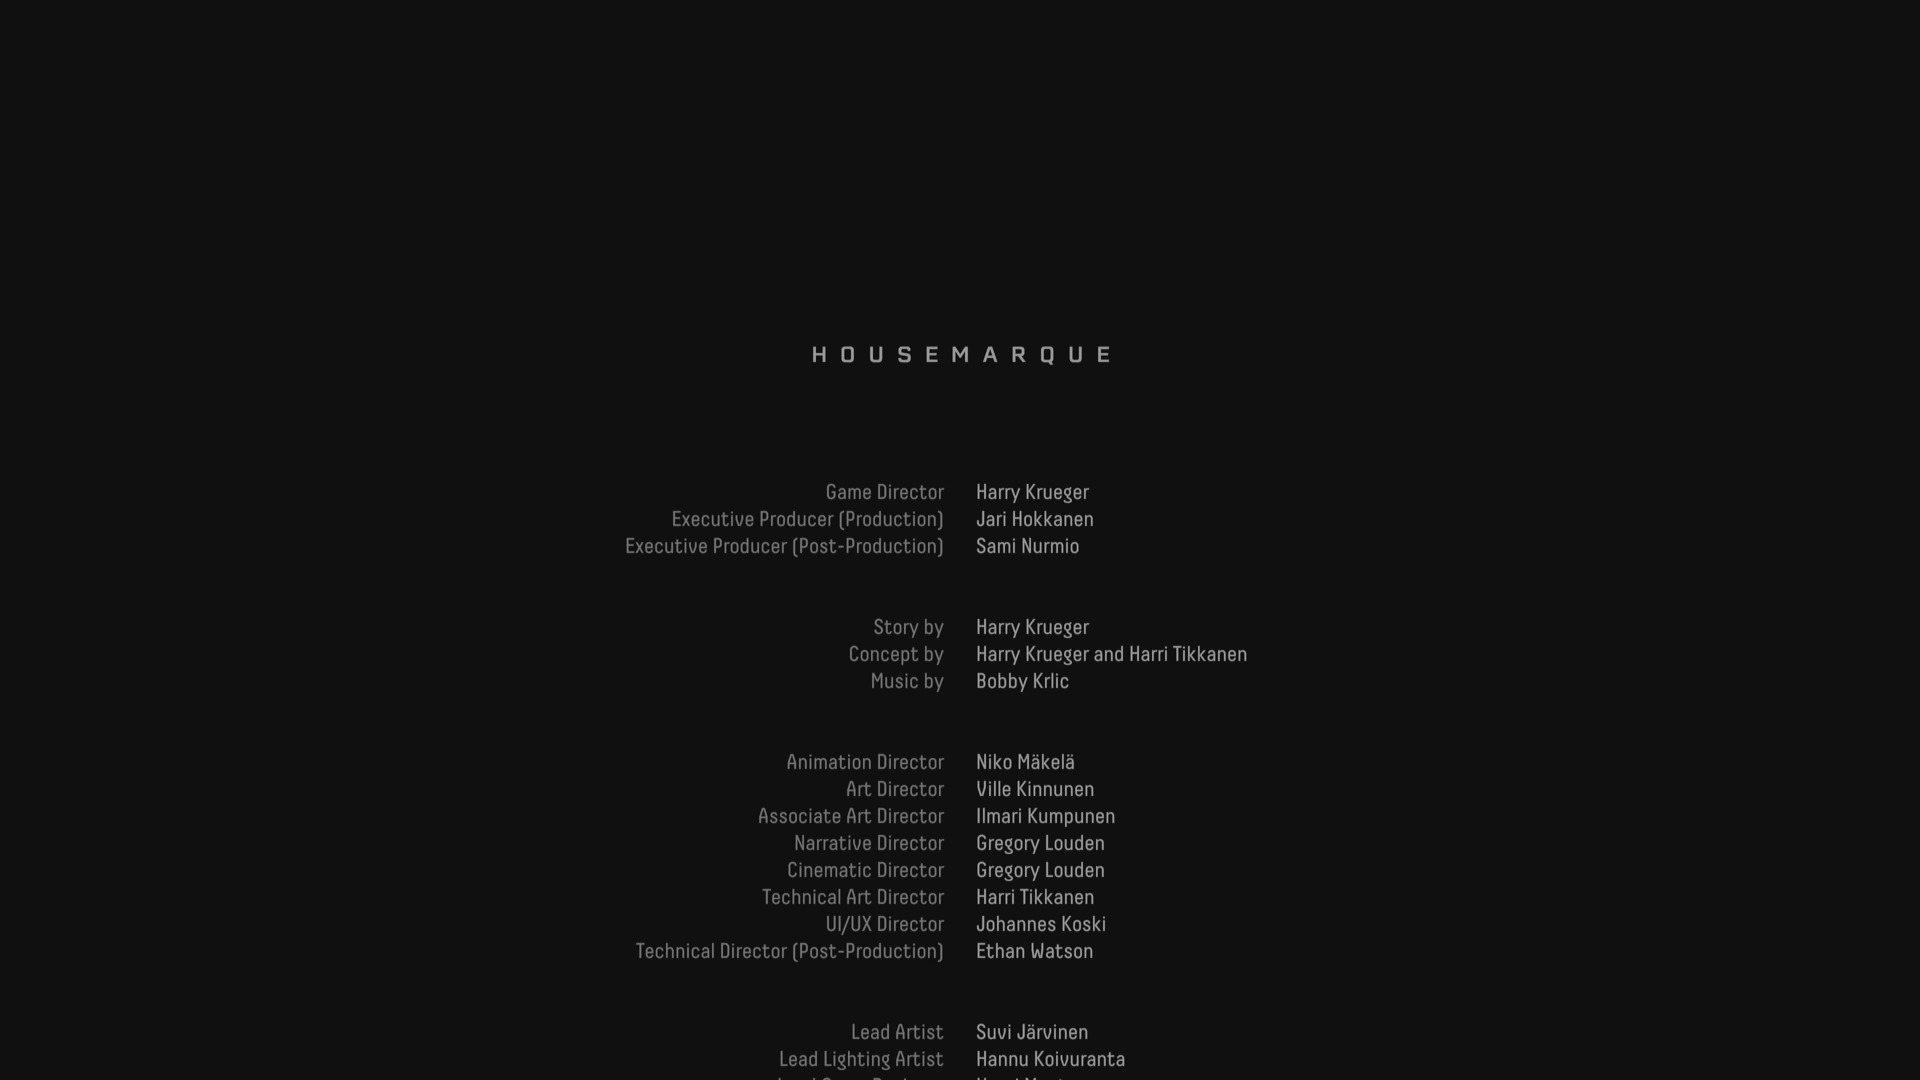 HOUSEMARQUE
Game Director Harry Krueger
Executive Producer (Production) Jari Hokkanen
Executive Producer (Post-Production) Sami Nurmio
Story by Harry Krueger
Concept by Harry Krueger and Harri Tikkanen
Music by Bobby Krlic
Animation Director Niko Mäkelä
Art Director Ville Kinnunen
Associate Art Director Ilmari Kumpunen
Narrative Director Gregory Louden
Cinematic Director Gregory Louden
Technical Art Director Harri Tikkanen
UI/UX Director Johannes Koski
Technical Director (Post-Production) Ethan Watson
Lead Artist Suvi Järvinen
Lead Lighting Artist Hannu Koivuranta